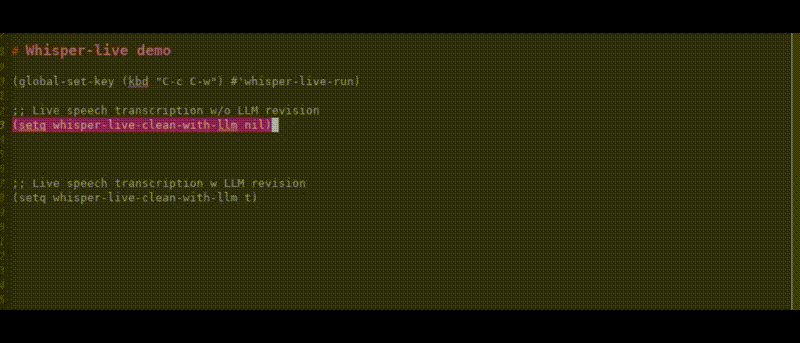 # Whisper-live demo
(global-set-key (kbd "C-c C-w") #'whisper-live-run)
;; Live speech transcription w/o LLM revision
(setq whisper-live-clean-with-llm nil)
;; Live speech transcription w LLM revision
(setq whisper-live-clean-with-llm t)